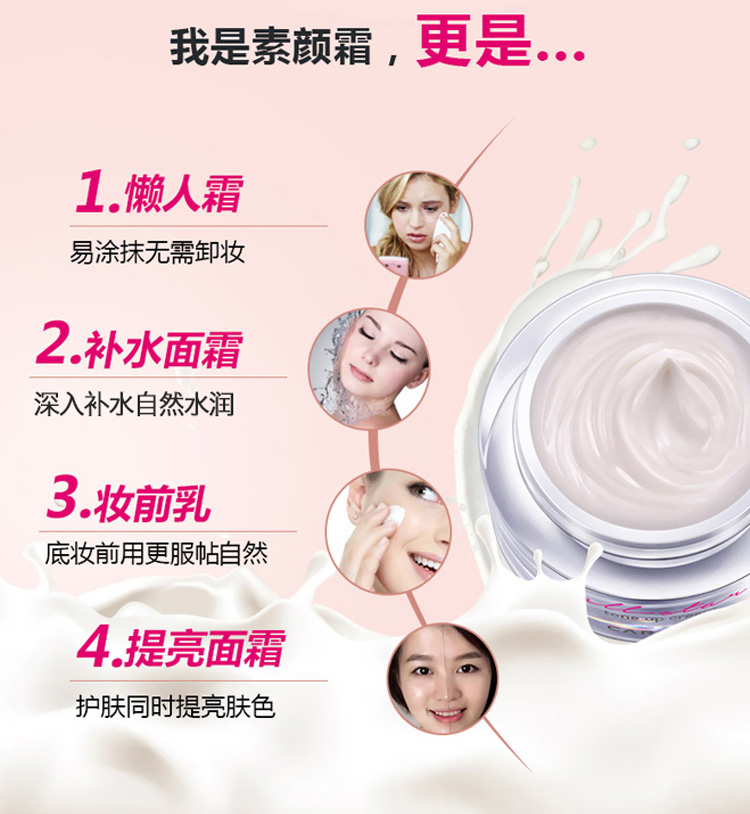 我是素颜霜，更是...
1.懒人霜
易涂抹无需卸妆
2.补水面霜
深入补水自然水润
3.妆前乳
底妆前用更服帖自然
4.提亮面霜
护肤同时提亮肤色
tone up